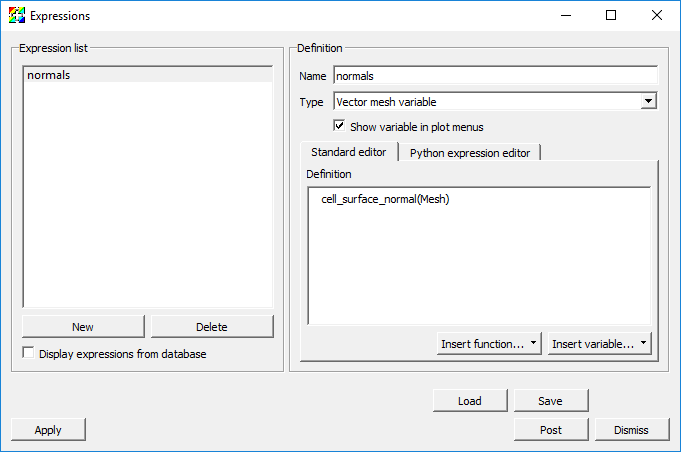 Expressions
Expression list
normals
New
Delete
Display expressions from database
Definition
Name normals
Type Vector mesh variable
Show variable in plot menus
Standard editor
Python expression editor
Definition
cell_surface_normal(Mesh)
Insert function...
Insert variable...
Load
Save
Apply
Post
Dismiss